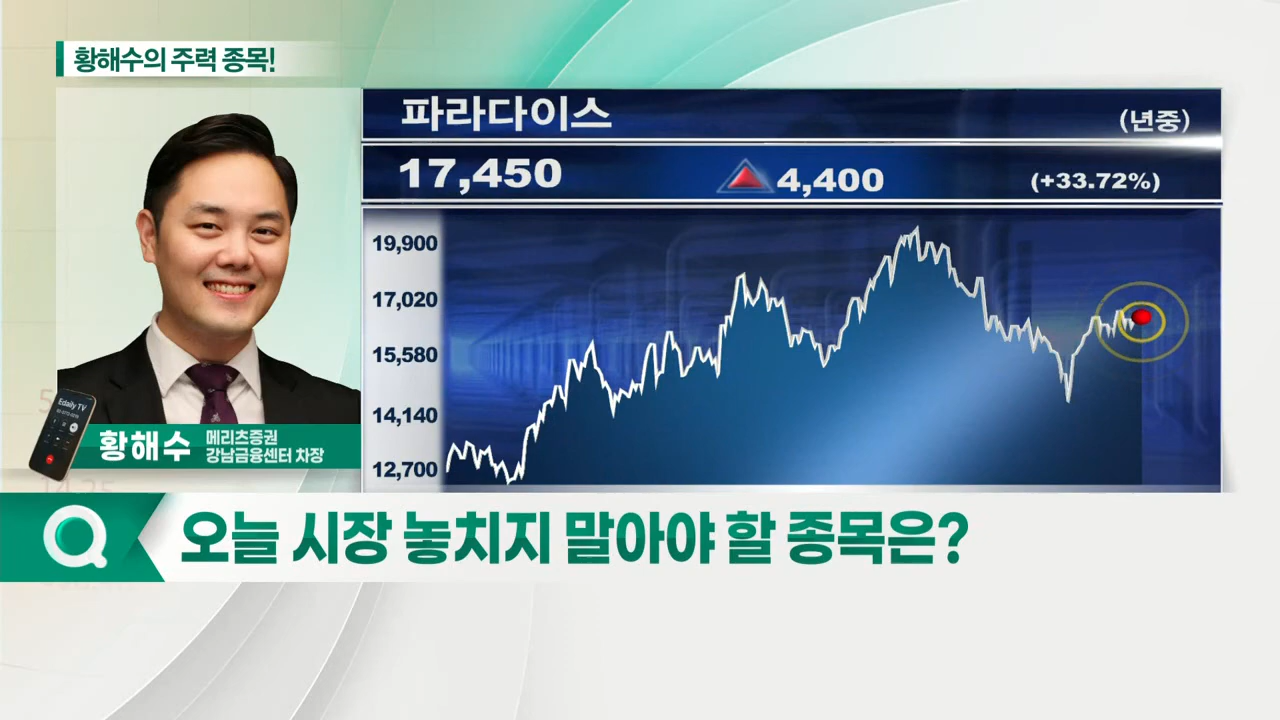 황해수의 주력 종목!
파라다이스
(년중)
17,450 ▲ 4,400 (+33.72%)
19,900
17,020
15,580
14,140
12,700
Edaily TV
황해수
메리츠증권
강남금융센터 차장
오늘 시장 놓치지 말아야 할 종목은?